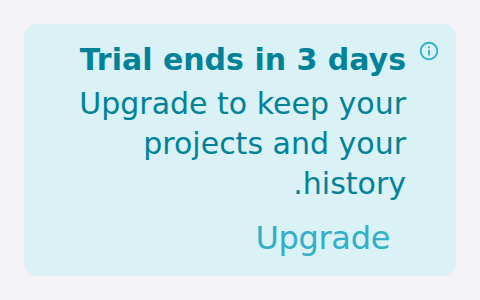 Trial ends in 3 days
Upgrade to keep your
projects and your
.history
Upgrade